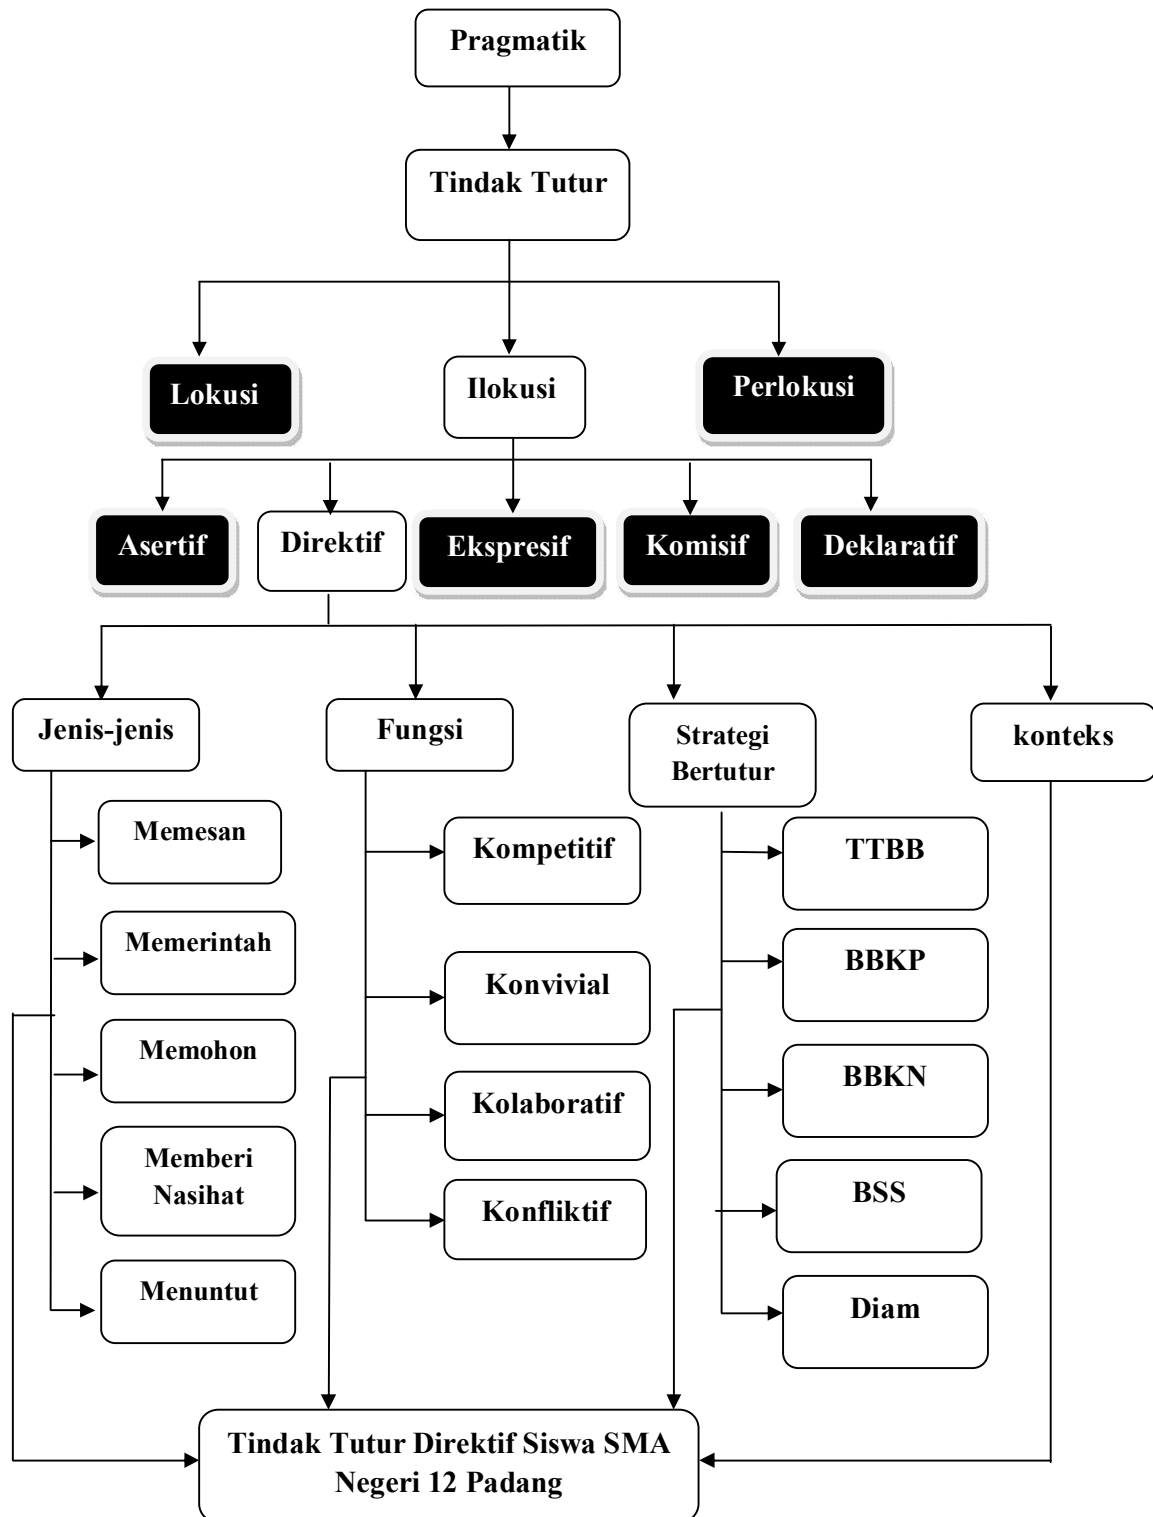 Pragmatik
Tindak Tutur
Lokusi
Ilokusi
Perlokusi
Asertif
Direktif
Ekspresif
Komisif
Deklaratif
Jenis-jenis
Fungsi
Strategi
Bertutur
konteks
Memesan
Memerintah
Memohon
Memberi
Nasihat
Menuntut
Kompetitif
Konvivial
Kolaboratif
Konfliktif
TTBB
BBKP
BBKN
BSS
Diam
Tindak Tutur Direktif Siswa SMA
Negeri 12 Padang